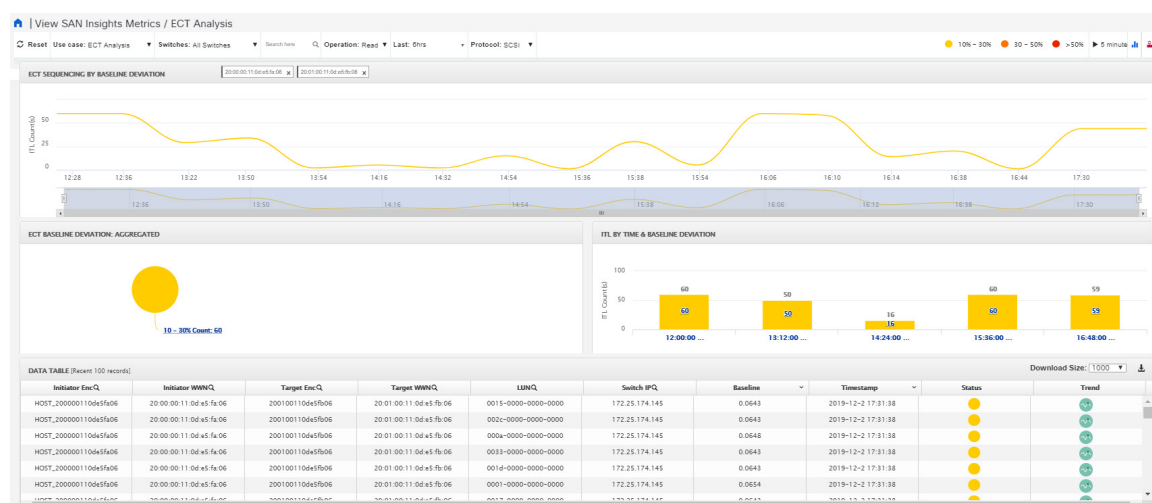 | View SAN Insights Metrics / ECT Analysis
Reset Use case: ECT Analysis ▼ Switches: All Switches ▼ Search here Operation: Read ▼ Last: 6hrs Protocol: SCSI ▼ 10% - 30% 30 - 50% >50% 5 minute
ECT SEQUENCING BY BASELINE DEVIATION 20:00:00:11:0d:e5:fa:06 x 20:01:00:11:0d:e5:fb:06 x
ITL Count(s)
50
25
0
12:28 12:36 13:22 13:50 13:54 14:16 14:32 14:54 15:36 15:38 15:54 16:06 16:10 16:14 16:38 16:44 17:30
12:36 13:50 14:16 14:54 15:38 16:06 16:12 16:38 17:30
ECT BASELINE DEVIATION: AGGREGATED
10 - 30% Count: 60
ITL BY TIME & BASELINE DEVIATION
ITL Count(s)
100
50
0
60 50 16 60 59
60 50 16 60 59
12:00:00 ... 13:12:00 ... 14:24:00 ... 15:36:00 ... 16:48:00 ...
DATA TABLE [Recent 100 records] Download Size: 1000 ▼
Initiator Enc Initiator WWN Target Enc Target WWN LUN Switch IP Baseline Timestamp Status Trend
HOST_200000110de5fa06 20:00:00:11:0d:e5:fa:06 200100110de5fb06 20:01:00:11:0d:e5:fb:06 0015-0000-0000-0000 172.25.174.145 0.0643 2019-12-2 17:31:38
HOST_200000110de5fa06 20:00:00:11:0d:e5:fa:06 200100110de5fb06 20:01:00:11:0d:e5:fb:06 002c-0000-0000-0000 172.25.174.145 0.0643 2019-12-2 17:31:38
HOST_200000110de5fa06 20:00:00:11:0d:e5:fa:06 200100110de5fb06 20:01:00:11:0d:e5:fb:06 000a-0000-0000-0000 172.25.174.145 0.0648 2019-12-2 17:31:38
HOST_200000110de5fa06 20:00:00:11:0d:e5:fa:06 200100110de5fb06 20:01:00:11:0d:e5:fb:06 0033-0000-0000-0000 172.25.174.145 0.0643 2019-12-2 17:31:38
HOST_200000110de5fa06 20:00:00:11:0d:e5:fa:06 200100110de5fb06 20:01:00:11:0d:e5:fb:06 001d-0000-0000-0000 172.25.174.145 0.0643 2019-12-2 17:31:38
HOST_200000110de5fa06 20:00:00:11:0d:e5:fa:06 200100110de5fb06 20:01:00:11:0d:e5:fb:06 0001-0000-0000-0000 172.25.174.145 0.0654 2019-12-2 17:31:38